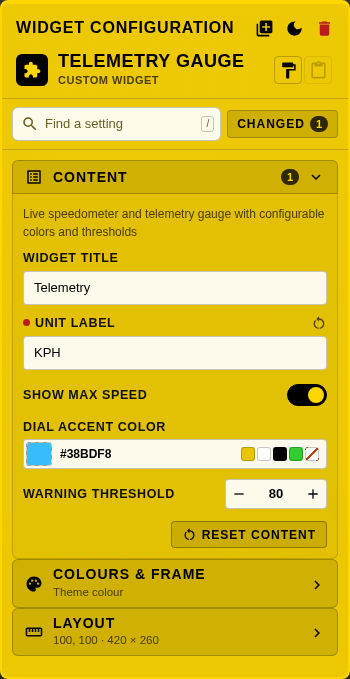 WIDGET CONFIGURATION
TELEMETRY GAUGE
CUSTOM WIDGET
Find a setting /
CHANGED 1
CONTENT 1
Live speedometer and telemetry gauge with configurable
colors and thresholds
WIDGET TITLE
Telemetry
UNIT LABEL
KPH
SHOW MAX SPEED
DIAL ACCENT COLOR
#38BDF8
WARNING THRESHOLD − 80 +
RESET CONTENT
COLOURS & FRAME
Theme colour
LAYOUT
100, 100 · 420 × 260